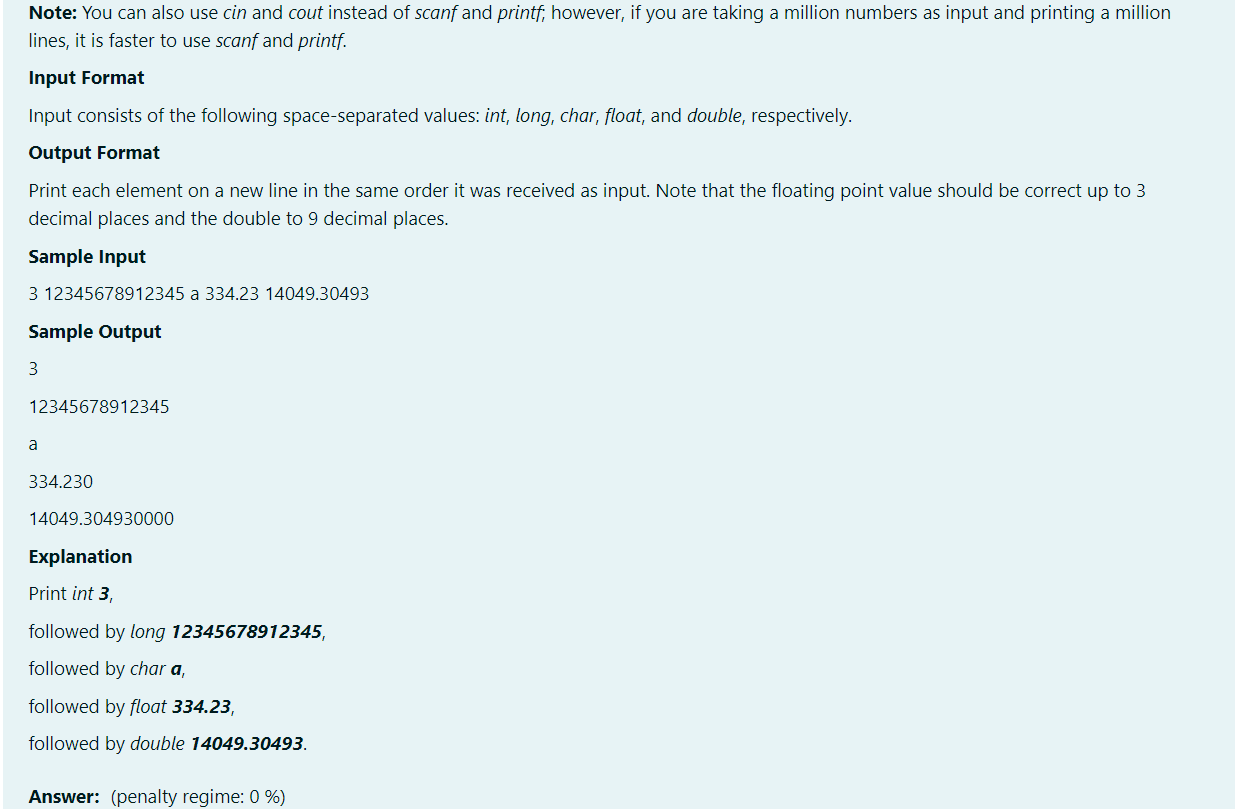 Note: You can also use cin and cout instead of scanf and printf; however, if you are taking a million numbers as input and printing a million
lines, it is faster to use scanf and printf.
Input Format
Input consists of the following space-separated values: int, long, char, float, and double, respectively.
Output Format
Print each element on a new line in the same order it was received as input. Note that the floating point value should be correct up to 3
decimal places and the double to 9 decimal places.
Sample Input
3 12345678912345 a 334.23 14049.30493
Sample Output
3
12345678912345
a
334.230
14049.304930000
Explanation
Print int 3,
followed by long 12345678912345,
followed by char a,
followed by float 334.23,
followed by double 14049.30493.
Answer: (penalty regime: 0 %)